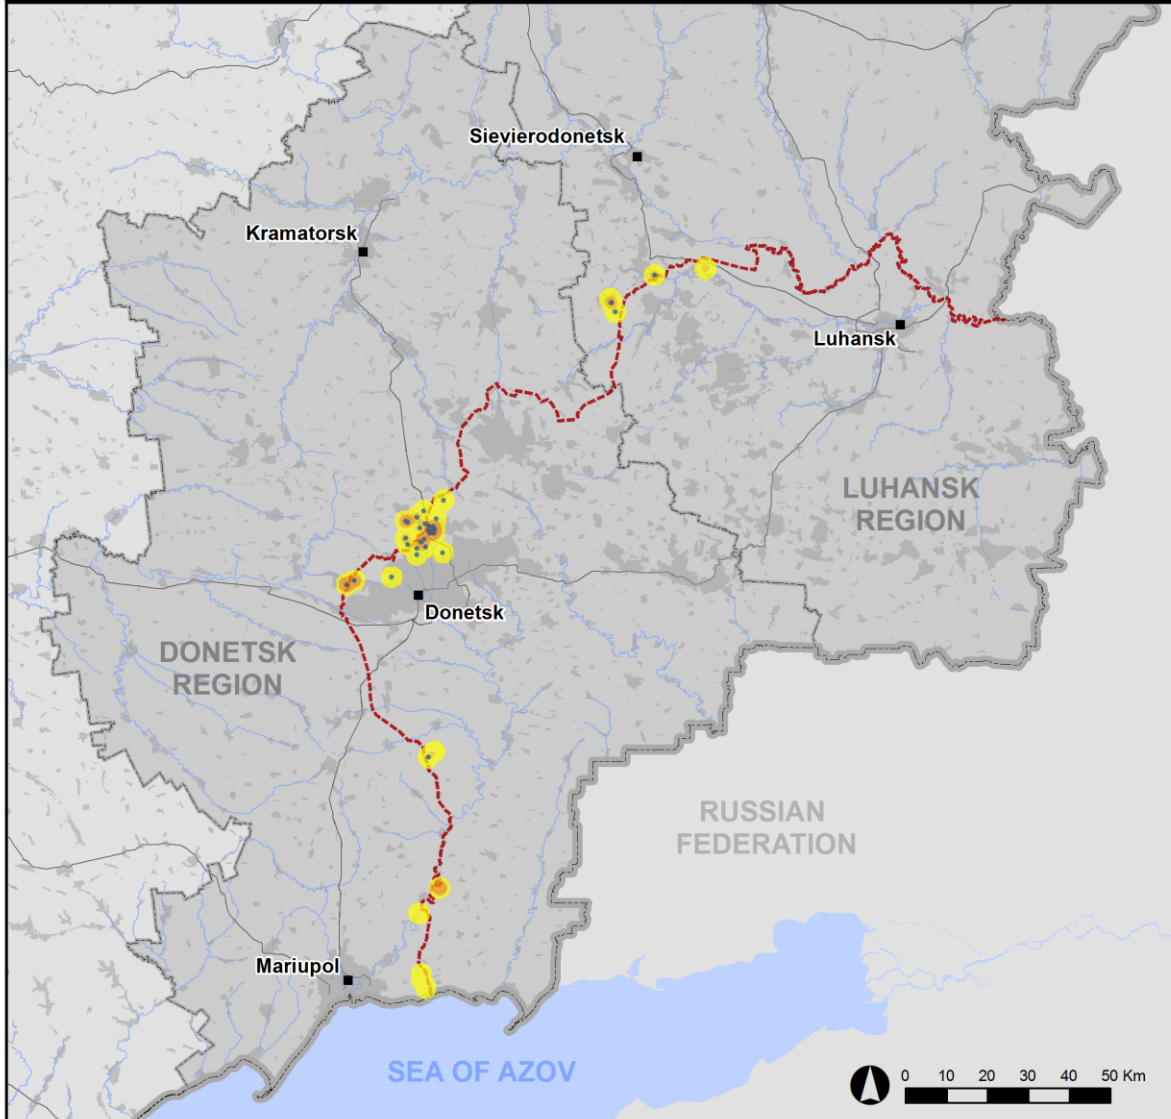 Sievierodonetsk
Kramatorsk
Luhansk
LUHANSK
REGION
Donetsk
DONETSK
REGION
RUSSIAN
FEDERATION
Mariupol
SEA OF AZOV
0 10 20 30 40 50 Km